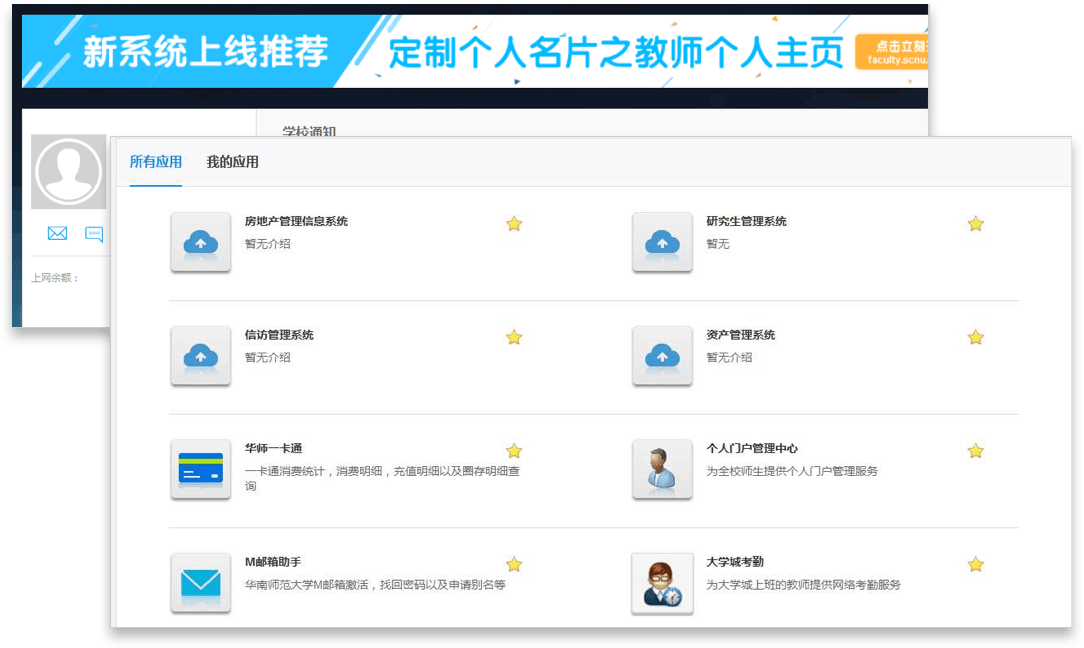 新系统上线推荐
定制个人名片之教师个人主页
点击立刻
faculty.scnu.
学校通知
上网余额：
所有应用 我的应用
房地产管理信息系统
暂无介绍
研究生管理系统
暂无
信访管理系统
暂无介绍
资产管理系统
暂无介绍
华师一卡通
一卡通消费统计，消费明细，充值明细以及圈存明细查
询
个人门户管理中心
为全校师生提供个人门户管理服务
M邮箱助手
华南师范大学M邮箱激活，找回密码以及申请别名等
大学城考勤
为大学城上班的教师提供网络考勤服务